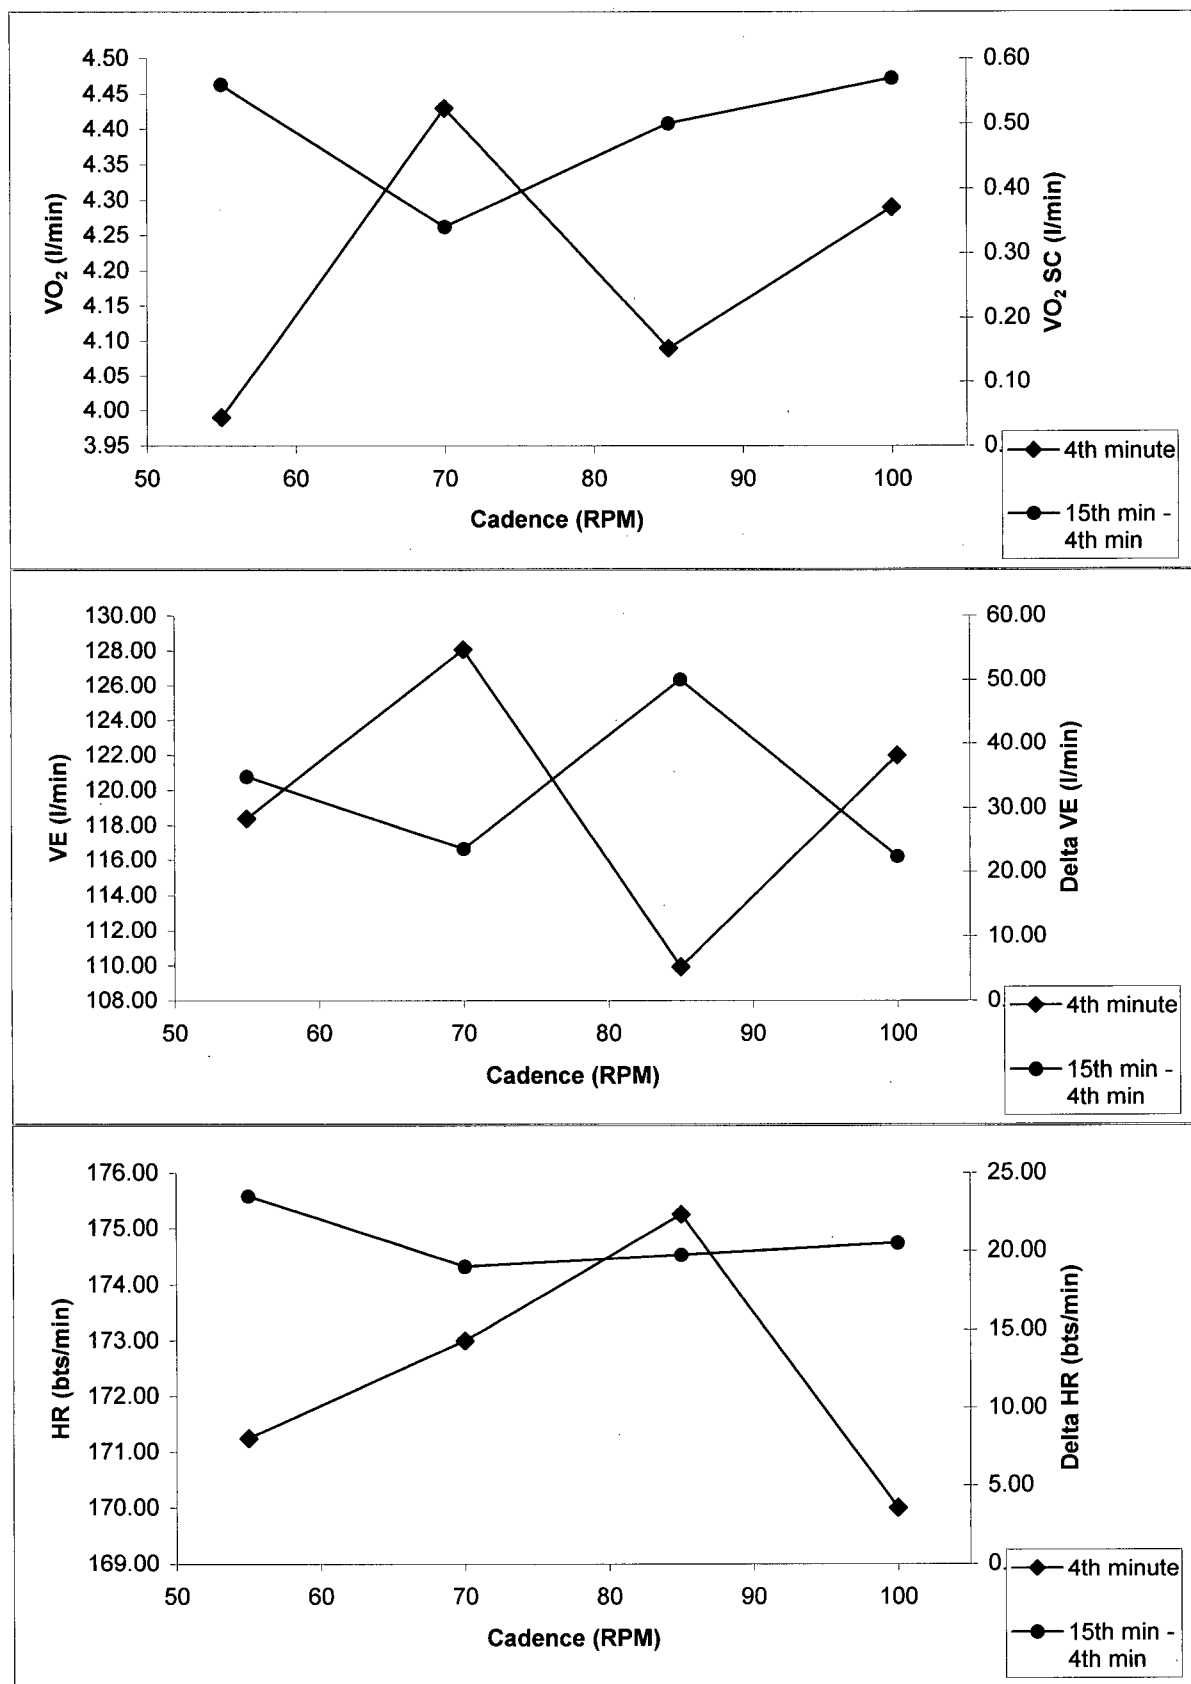 4.50
4.45
4.40
4.35
4.30
4.25
4.20
4.15
4.10
4.05
4.00
3.95
VO₂ (l/min)
0.60
0.50
0.40
0.30
0.20
0.10
0.
VO₂ SC (l/min)
50 60 70 80 90 100
Cadence (RPM)
4th minute
15th min -
4th min
130.00
128.00
126.00
124.00
122.00
120.00
118.00
116.00
114.00
112.00
110.00
108.00
VE (l/min)
60.00
50.00
40.00
30.00
20.00
10.00
0.
Delta VE (l/min)
50 60 70 80 90 100
Cadence (RPM)
4th minute
15th min -
4th min
176.00
175.00
174.00
173.00
172.00
171.00
170.00
169.00
HR (bts/min)
25.00
20.00
15.00
10.00
5.00
0.
Delta HR (bts/min)
50 60 70 80 90 100
Cadence (RPM)
4th minute
15th min -
4th min